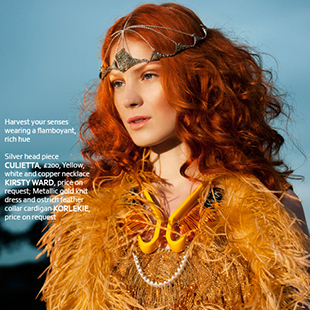 Harvest your senses
wearing a flamboyant,
rich hue
Silver head piece
CULIETTA, £200, Yellow,
white and copper necklace
KIRSTY WARD, price on
request; Metallic gold knit
dress and ostrich feather
collar cardigan KORLEKIE,
price on request